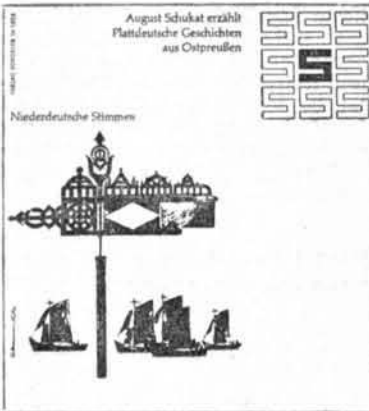 August Schukat erzählt
Plattdeutsche Geschichten
aus Ostpreußen
Niederdeutsche Stimmen